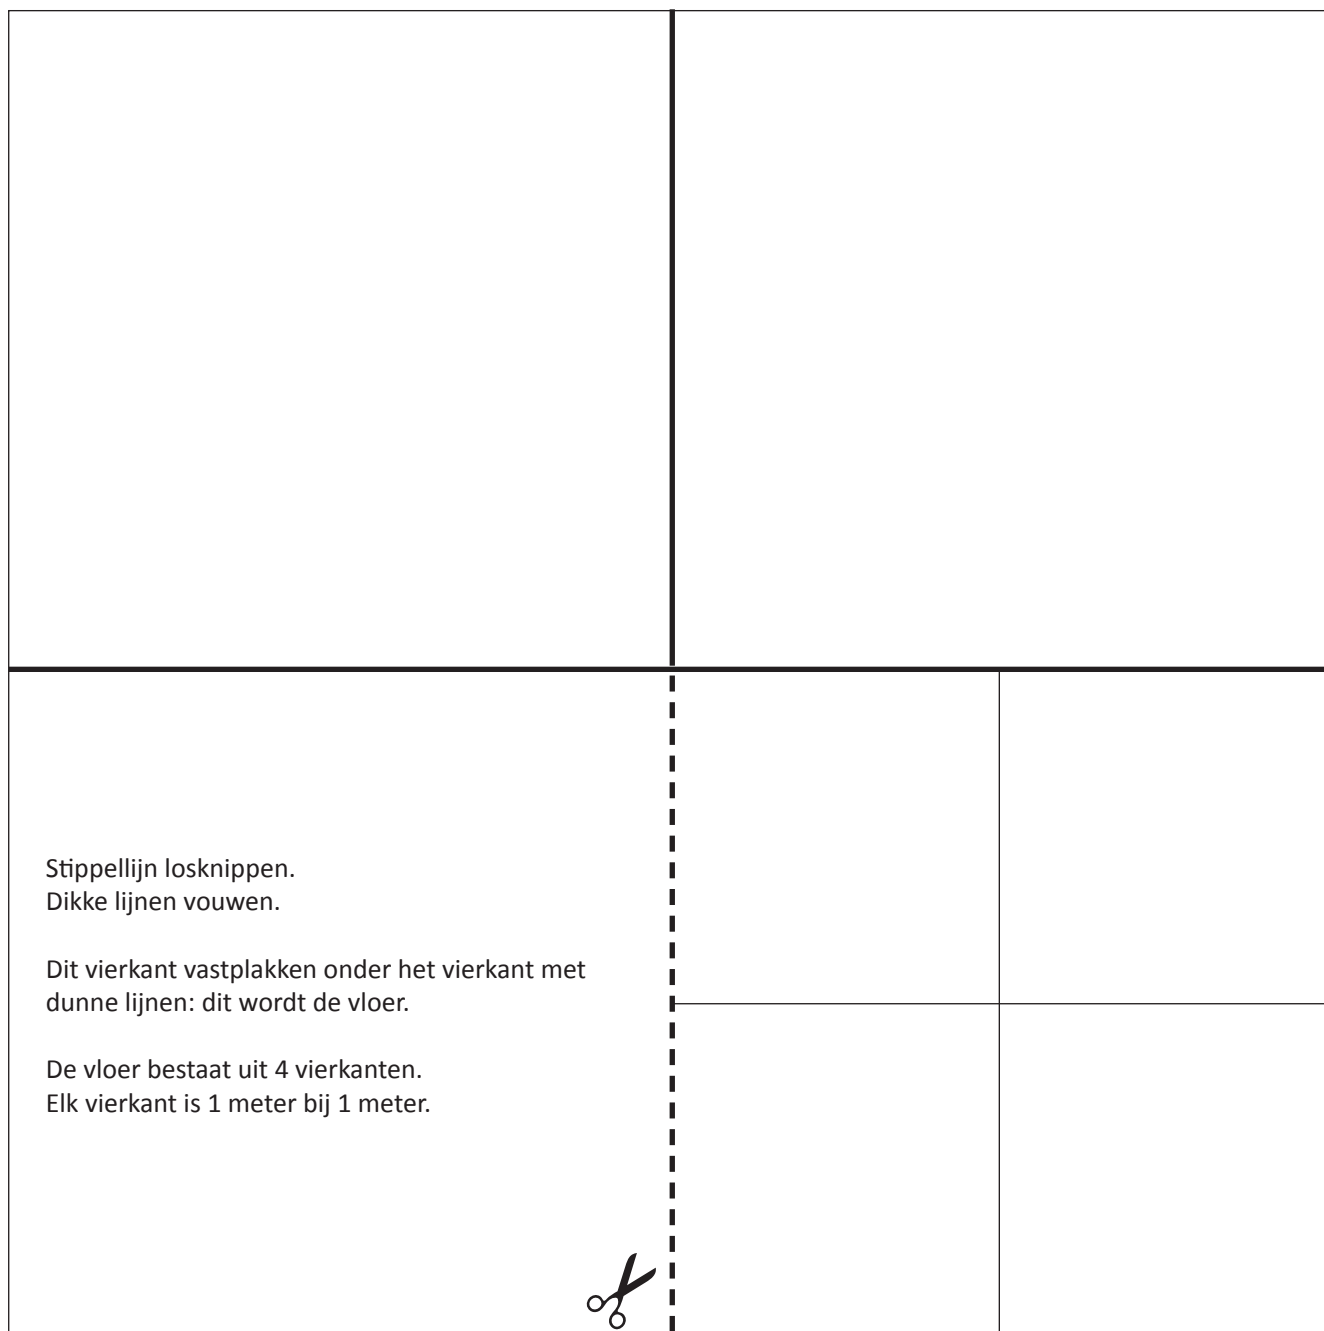 Stippellijn losknippen.
Dikke lijnen vouwen.
Dit vierkant vastplakken onder het vierkant met
dunne lijnen: dit wordt de vloer.
De vloer bestaat uit 4 vierkanten.
Elk vierkant is 1 meter bij 1 meter.